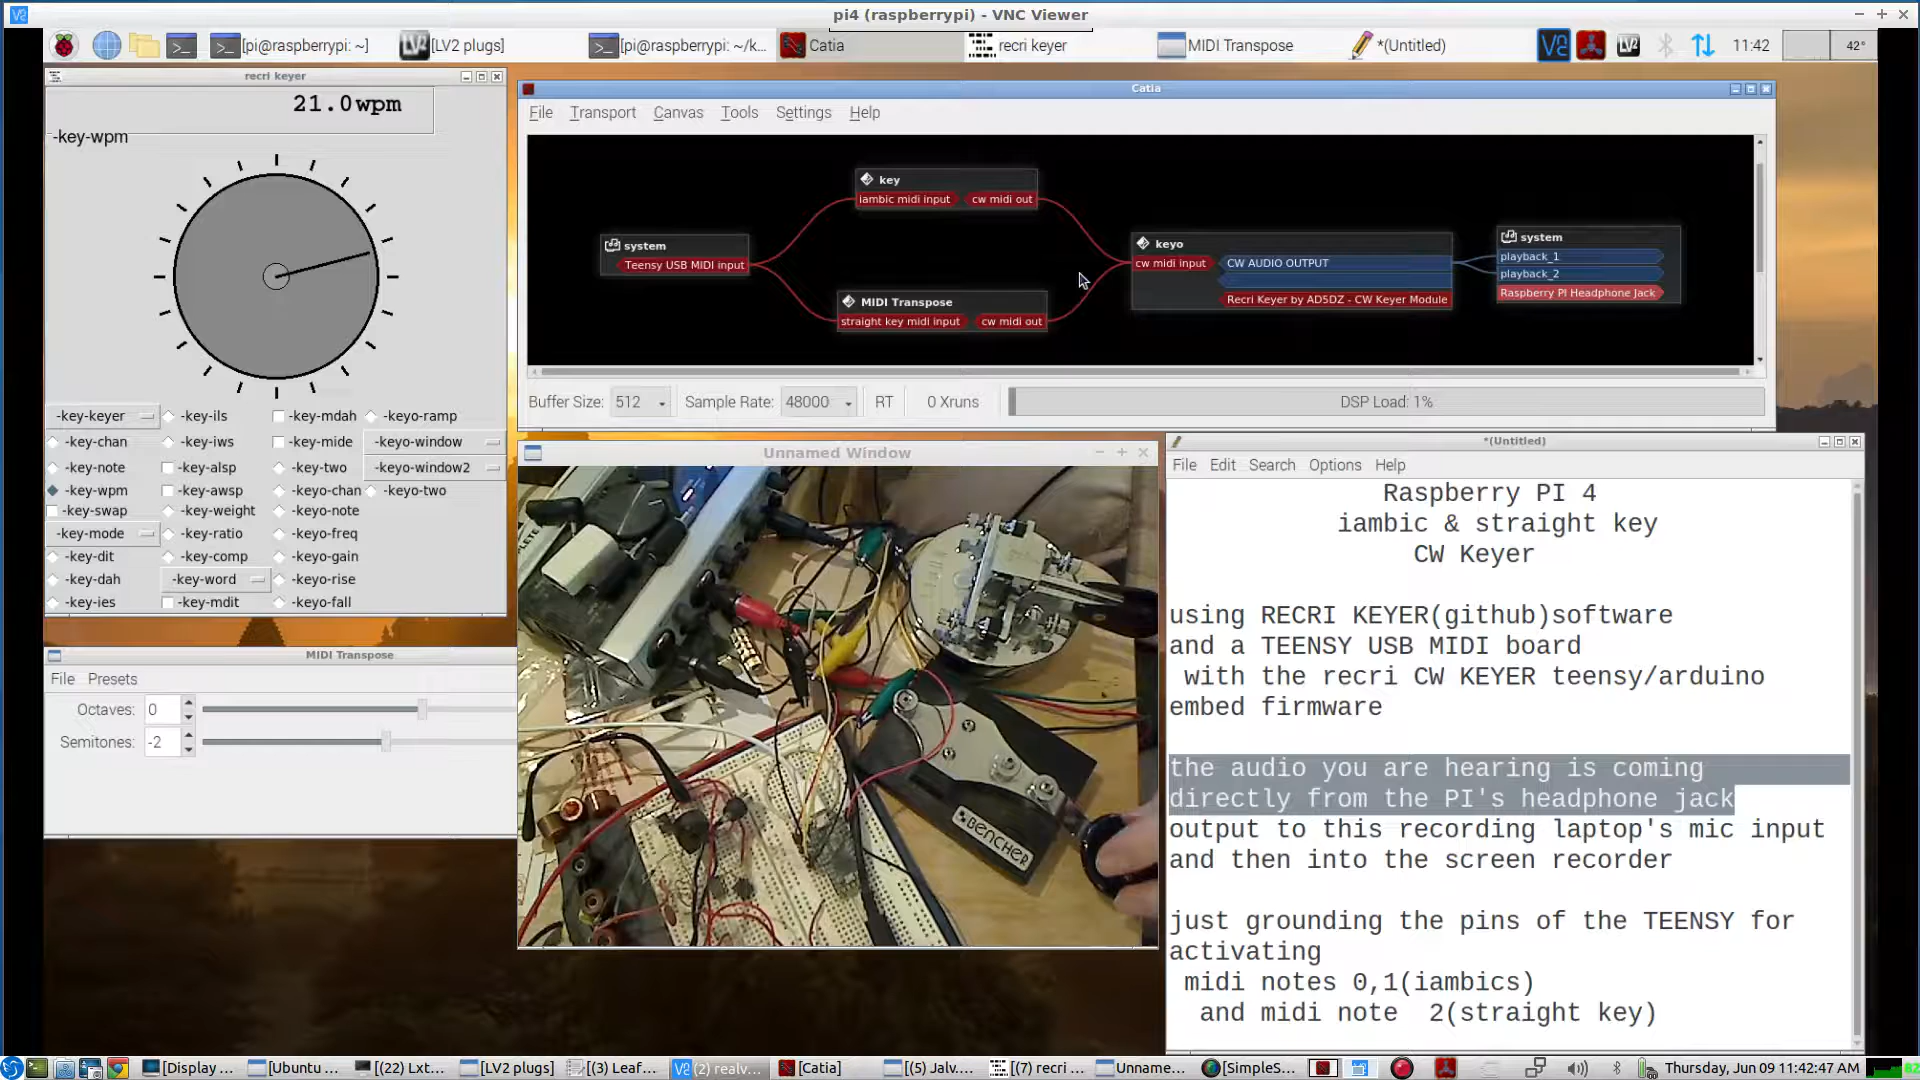 pi4 (raspberrypi) - VNC Viewer
[pi@raspberrypi: ~]
[LV2 plugs]
[pi@raspberrypi: ~/k...
Catia
recri keyer
MIDI Transpose
*(Untitled)
LV2
11:42
42°
recri keyer
21.0wpm
-key-wpm
-key-keyer
-key-ils
-key-mdah
-keyo-ramp
-key-chan
-key-iws
-key-mide
-keyo-window
-key-note
-key-alsp
-key-two
-keyo-window2
-key-wpm
-key-awsp
-keyo-chan
-keyo-two
-key-swap
-key-weight
-keyo-note
-key-mode
-key-ratio
-keyo-freq
-key-dit
-key-comp
-keyo-gain
-key-dah
-key-word
-keyo-rise
-key-ies
-key-mdit
-keyo-fall
MIDI Transpose
File Presets
Octaves: 0
Semitones: -2
Catia
File Transport Canvas Tools Settings Help
key
iambic midi input cw midi out
system
Teensy USB MIDI input
MIDI Transpose
straight key midi input cw midi out
keyo
cw midi input CW AUDIO OUTPUT
Recri Keyer by AD5DZ - CW Keyer Module
system
playback_1
playback_2
Raspberry PI Headphone Jack
Buffer Size: 512 Sample Rate: 48000 RT 0 Xruns DSP Load: 1%
Unnamed Window
BENCHER
*(Untitled)
File Edit Search Options Help
Raspberry PI 4
iambic & straight key
CW Keyer
using RECRI KEYER(github)software
and a TEENSY USB MIDI board
with the recri CW KEYER teensy/arduino
embed firmware
the audio you are hearing is coming
directly from the PI's headphone jack
output to this recording laptop's mic input
and then into the screen recorder
just grounding the pins of the TEENSY for
activating
midi notes 0,1(iambics)
and midi note 2(straight key)
[Display ...
[Ubuntu ...
[(22) Lxt...
[LV2 plugs]
[(3) Leaf...
(2) realv...
[Catia]
[(5) Jalv....
[(7) recri ...
Unname...
[SimpleS...
Thursday, Jun 09 11:42:47 AM